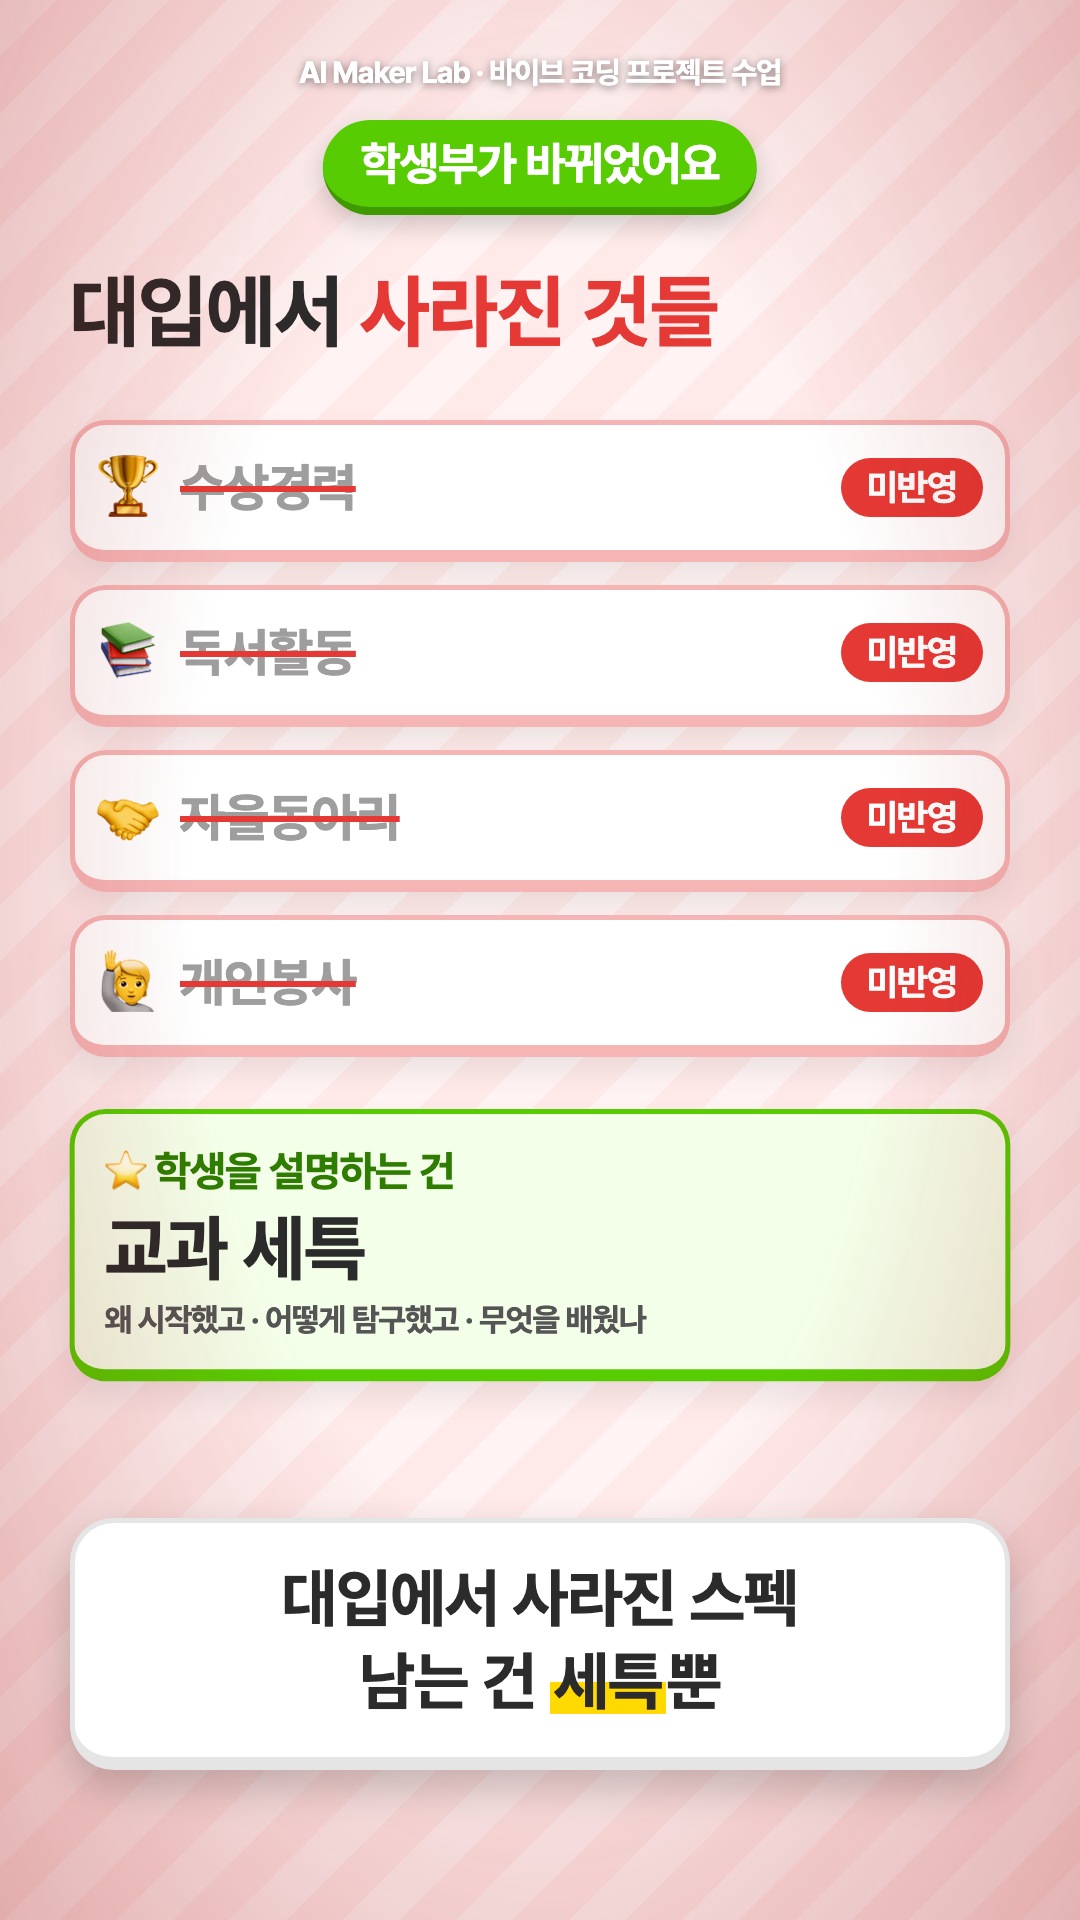 AI Maker Lab · 바이브 코딩 프로젝트 수업
학생부가 바뀌었어요
대입에서 사라진 것들
수상경력 미반영
독서활동 미반영
자율동아리 미반영
개인봉사 미반영
학생을 설명하는 건
교과 세특
왜 시작했고 · 어떻게 탐구했고 · 무엇을 배웠나
대입에서 사라진 스펙
남는 건 세특뿐